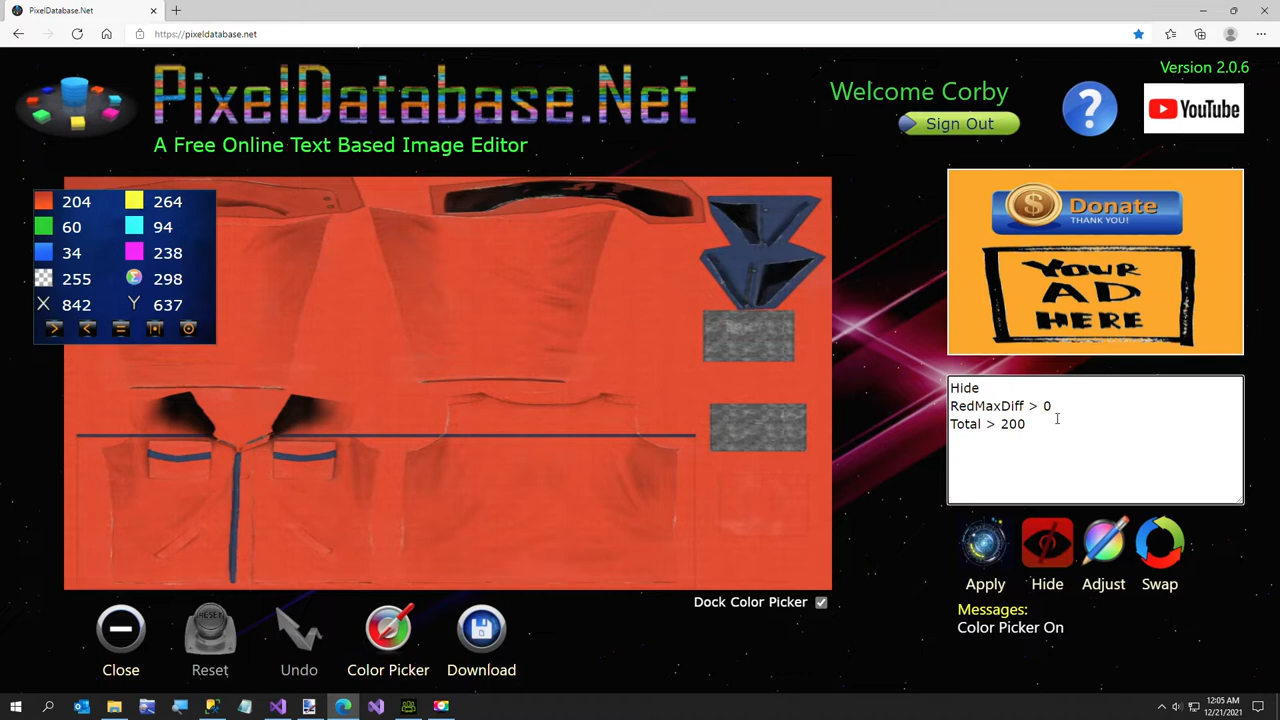 PixelDatabase.Net
https://pixeldatabase.net
PixelDatabase.Net
A Free Online Text Based Image Editor
Welcome Corby
Sign Out
?
Version 2.0.6
YouTube
204 264
60 94
34 238
255 298
X 842 Y 637
Donate
THANK YOU!
YOUR
AD
HERE
Hide
RedMaxDiff > 0
Total > 200
Apply Hide Adjust Swap
Messages:
Color Picker On
Dock Color Picker
RESET
Close Reset Undo Color Picker Download
12:05 AM
12/21/2021